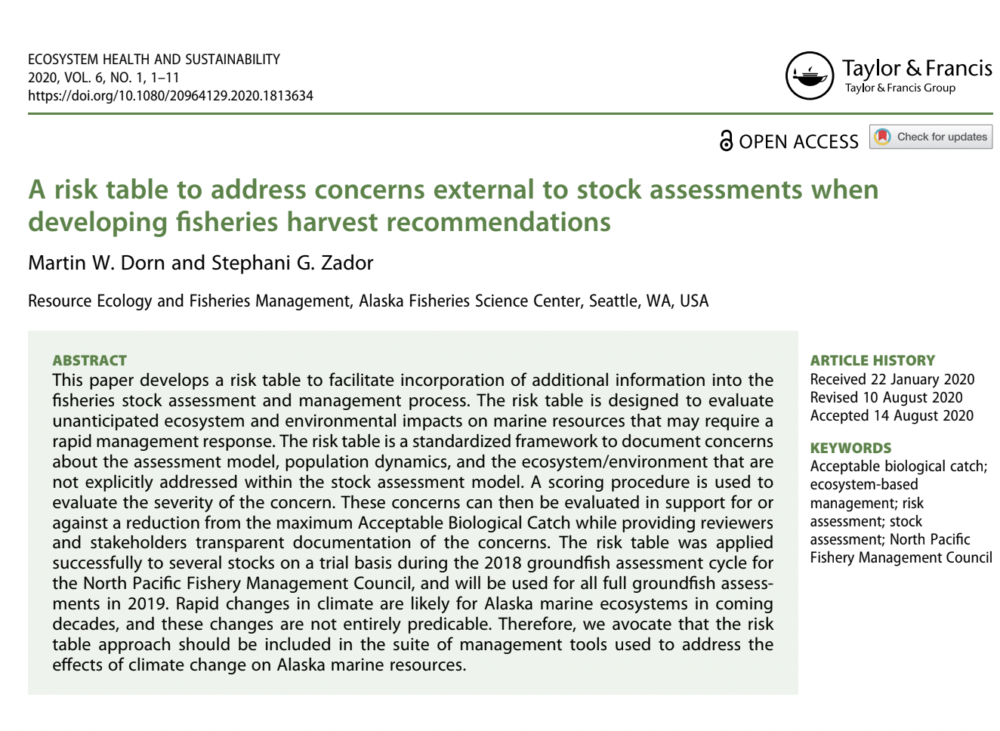 ECOSYSTEM HEALTH AND SUSTAINABILITY
2020, VOL. 6, NO. 1, 1–11
https://doi.org/10.1080/20964129.2020.1813634
Taylor & Francis
Taylor & Francis Group
OPEN ACCESS
Check for updates
A risk table to address concerns external to stock assessments when
developing fisheries harvest recommendations
Martin W. Dorn and Stephani G. Zador
Resource Ecology and Fisheries Management, Alaska Fisheries Science Center, Seattle, WA, USA
ABSTRACT
This paper develops a risk table to facilitate incorporation of additional information into the
fisheries stock assessment and management process. The risk table is designed to evaluate
unanticipated ecosystem and environmental impacts on marine resources that may require a
rapid management response. The risk table is a standardized framework to document concerns
about the assessment model, population dynamics, and the ecosystem/environment that are
not explicitly addressed within the stock assessment model. A scoring procedure is used to
evaluate the severity of the concern. These concerns can then be evaluated in support for or
against a reduction from the maximum Acceptable Biological Catch while providing reviewers
and stakeholders transparent documentation of the concerns. The risk table was applied
successfully to several stocks on a trial basis during the 2018 groundfish assessment cycle for
the North Pacific Fishery Management Council, and will be used for all full groundfish assess-
ments in 2019. Rapid changes in climate are likely for Alaska marine ecosystems in coming
decades, and these changes are not entirely predicable. Therefore, we avocate that the risk
table approach should be included in the suite of management tools used to address the
effects of climate change on Alaska marine resources.
ARTICLE HISTORY
Received 22 January 2020
Revised 10 August 2020
Accepted 14 August 2020
KEYWORDS
Acceptable biological catch;
ecosystem-based
management; risk
assessment; stock
assessment; North Pacific
Fishery Management Council